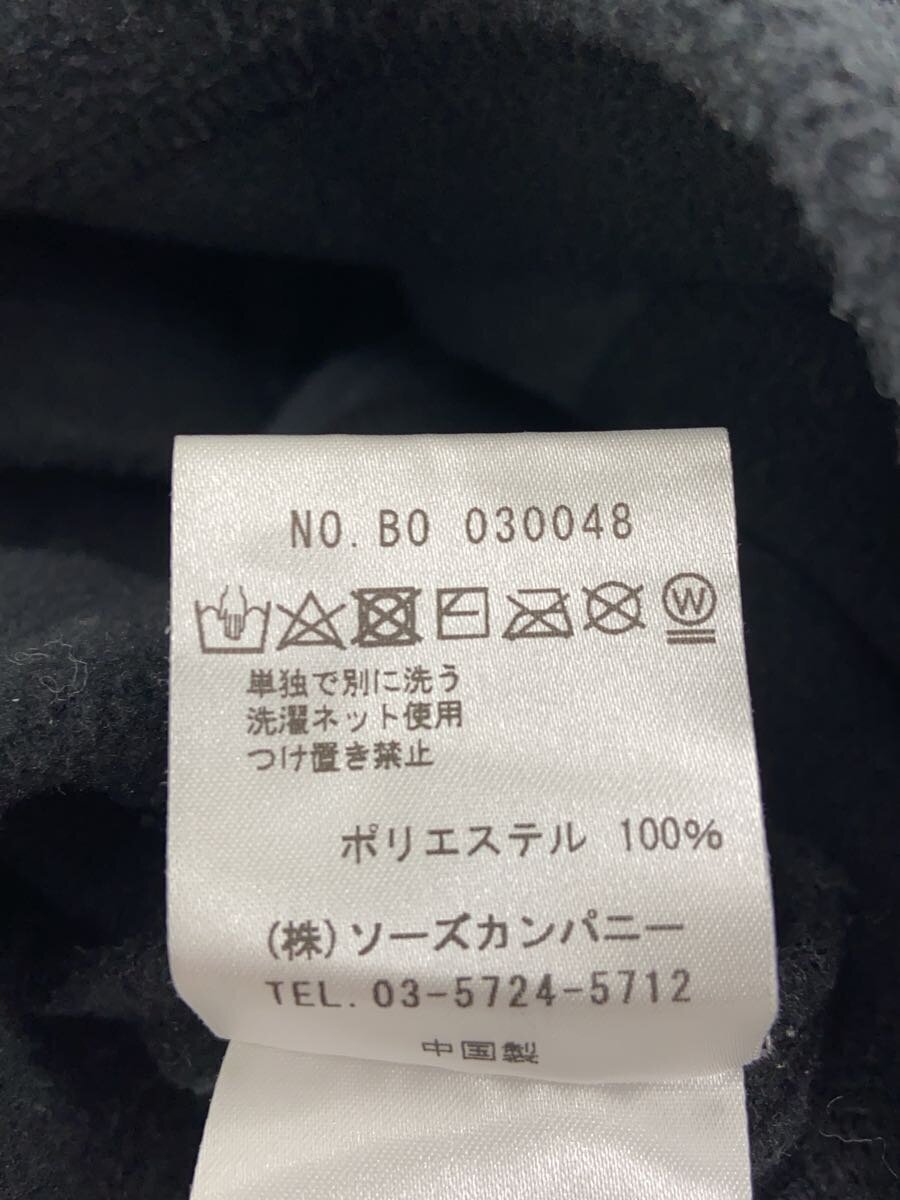 NO.BO 030048
W
単独で別に洗う
洗濯ネット使用
つけ置き禁止
ポリエステル 100%
(株)ソーズカンパニー
TEL. 03-5724-5712
中国製